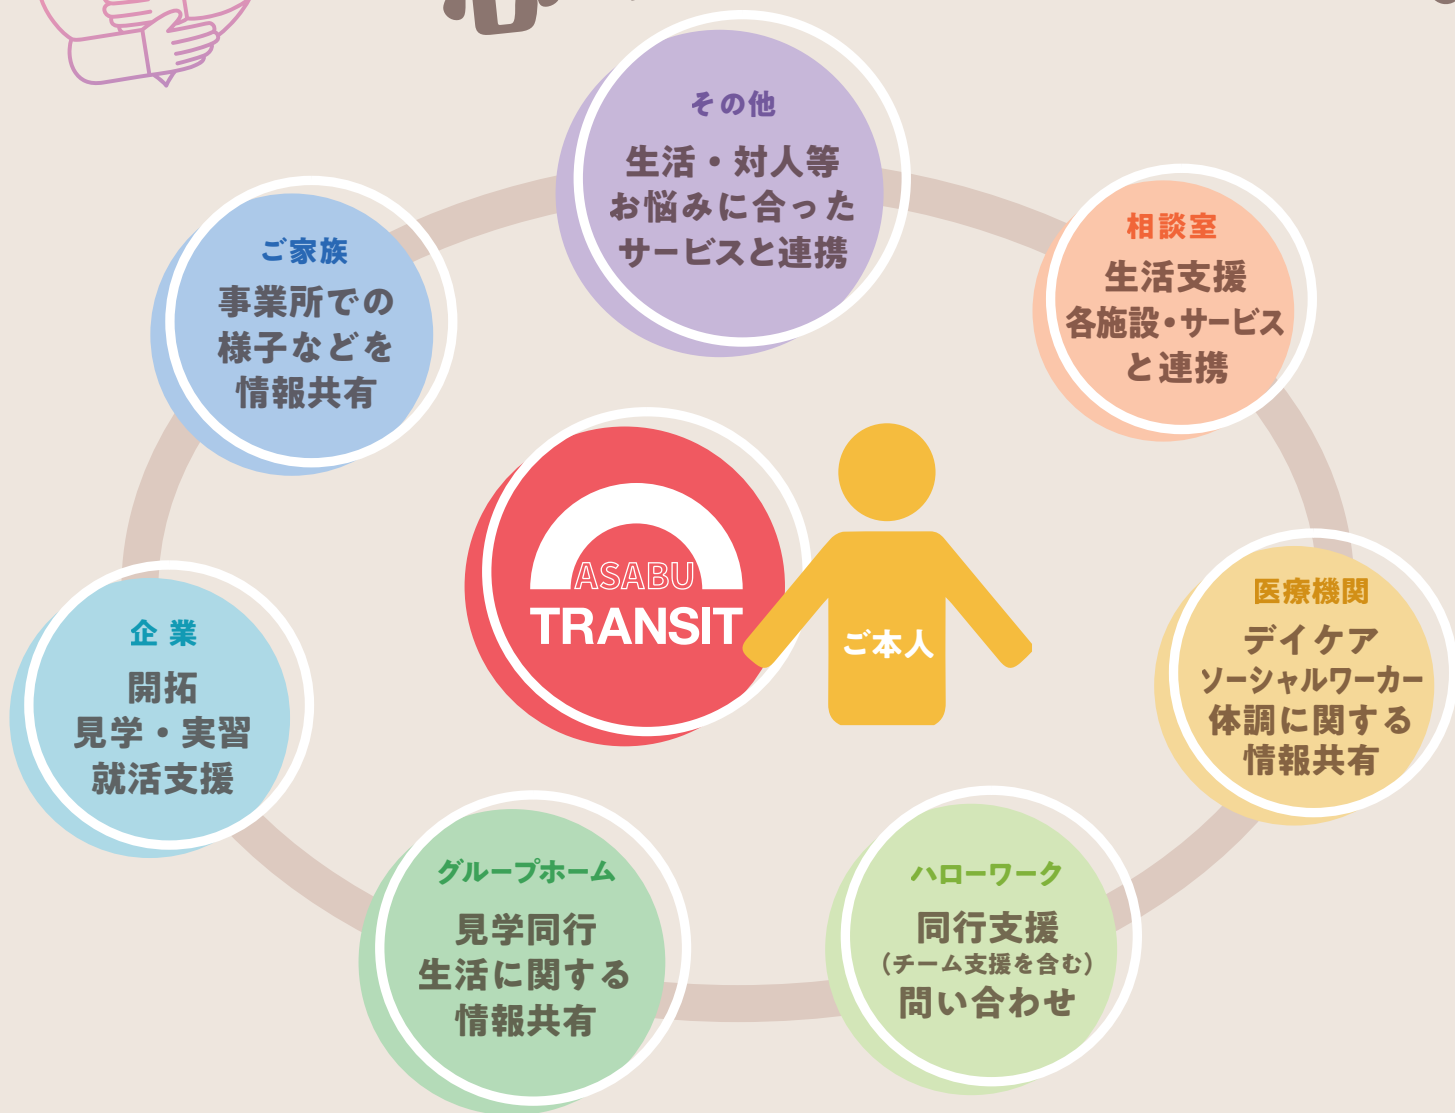 その他
生活・対人等
お悩みに合った
サービスと連携
相談室
生活支援
各施設・サービス
と連携
ご家族
事業所での
様子などを
情報共有
ASABU
TRANSIT
ご本人
医療機関
デイケア
ソーシャルワーカー
体調に関する
情報共有
企業
開拓
見学・実習
就活支援
グループホーム
見学同行
生活に関する
情報共有
ハローワーク
同行支援
(チーム支援を含む)
問い合わせ